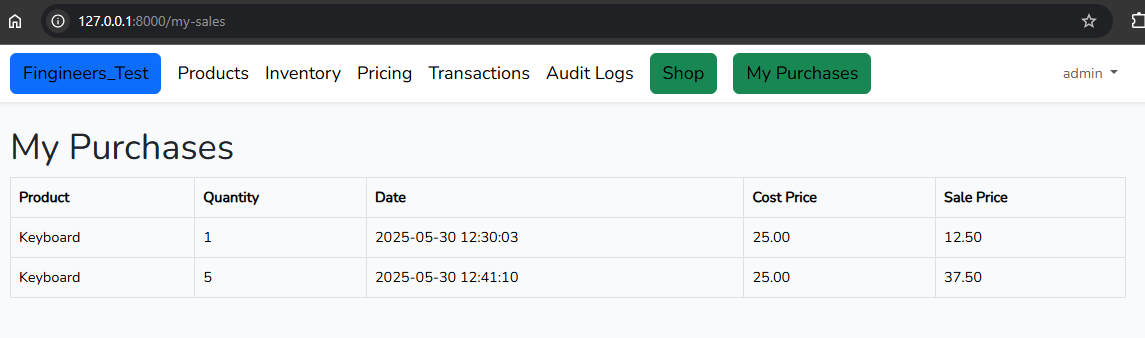 127.0.0.1:8000/my-sales
Fingineers_Test Products Inventory Pricing Transactions Audit Logs Shop My Purchases admin
My Purchases
Product Quantity Date Cost Price Sale Price
Keyboard 1 2025-05-30 12:30:03 25.00 12.50
Keyboard 5 2025-05-30 12:41:10 25.00 37.50